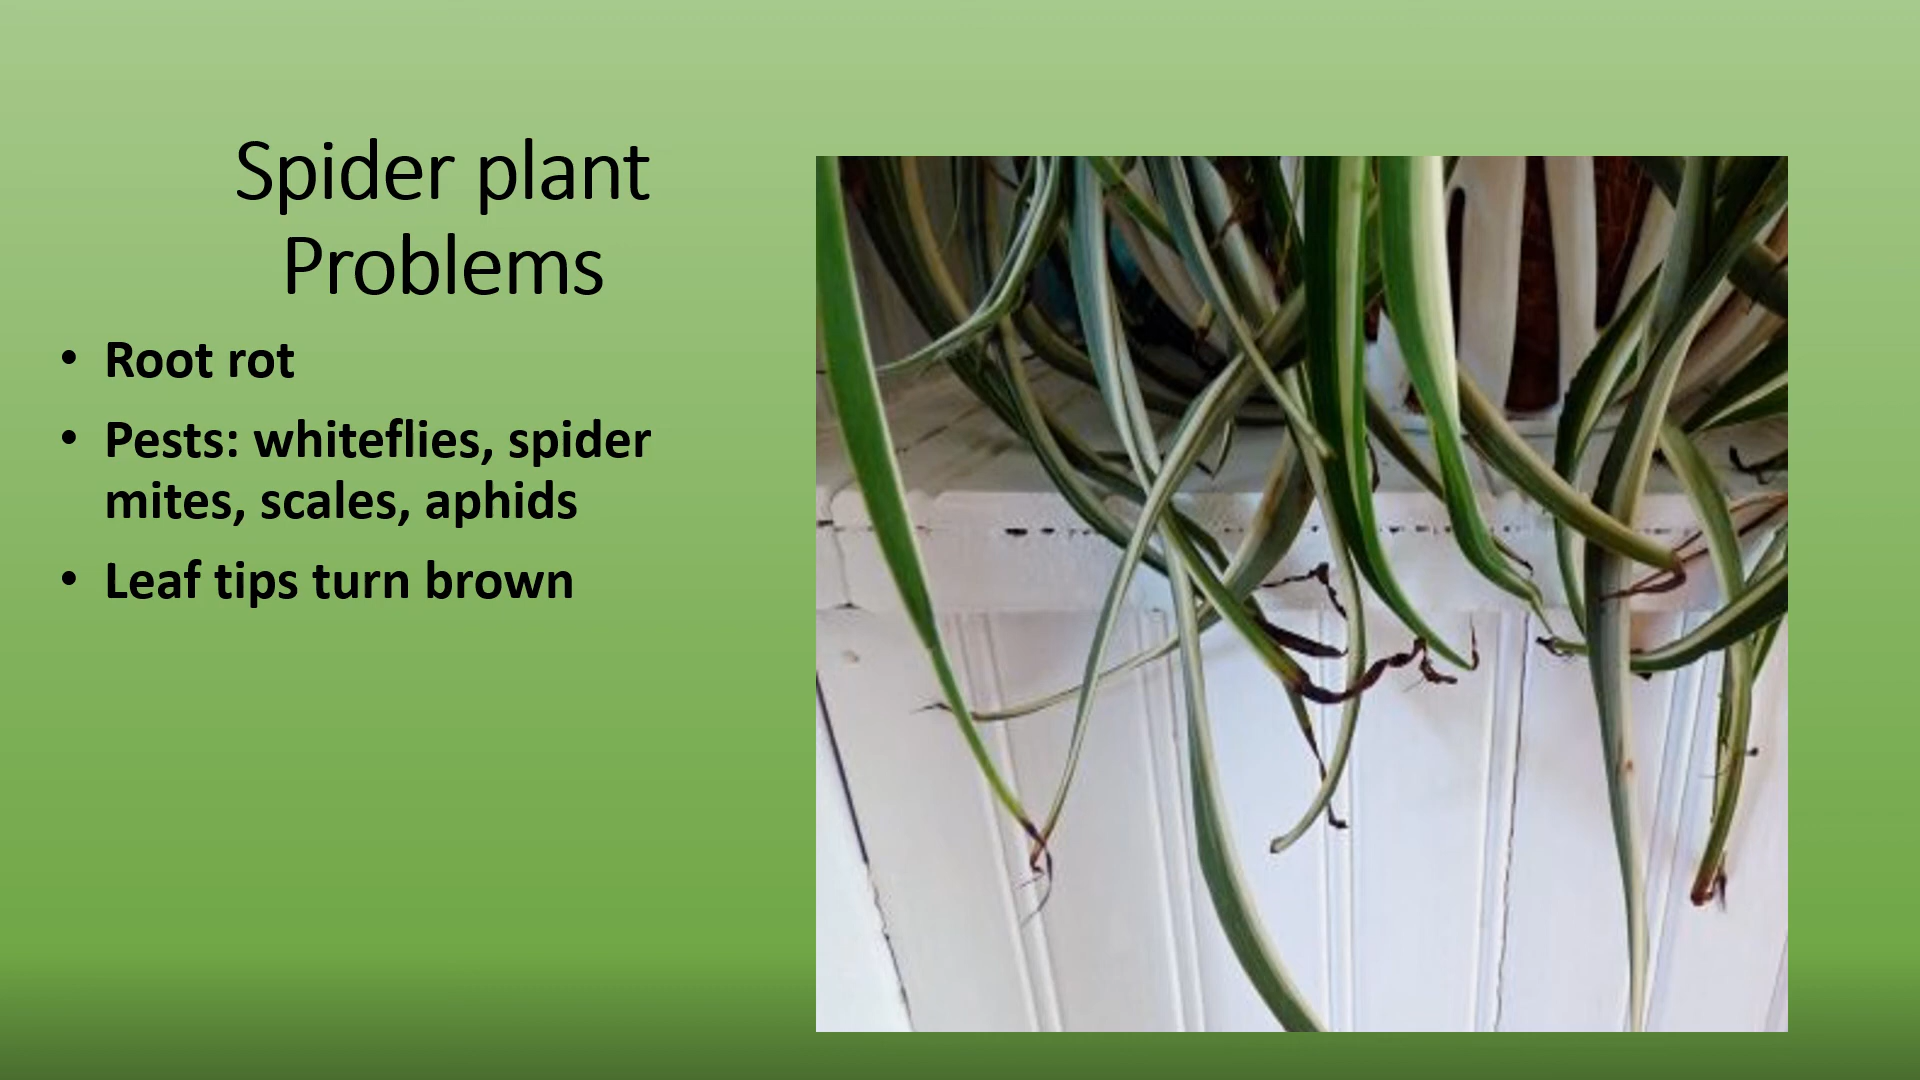 Spider plant
Problems
• Root rot
• Pests: whiteflies, spider
mites, scales, aphids
• Leaf tips turn brown